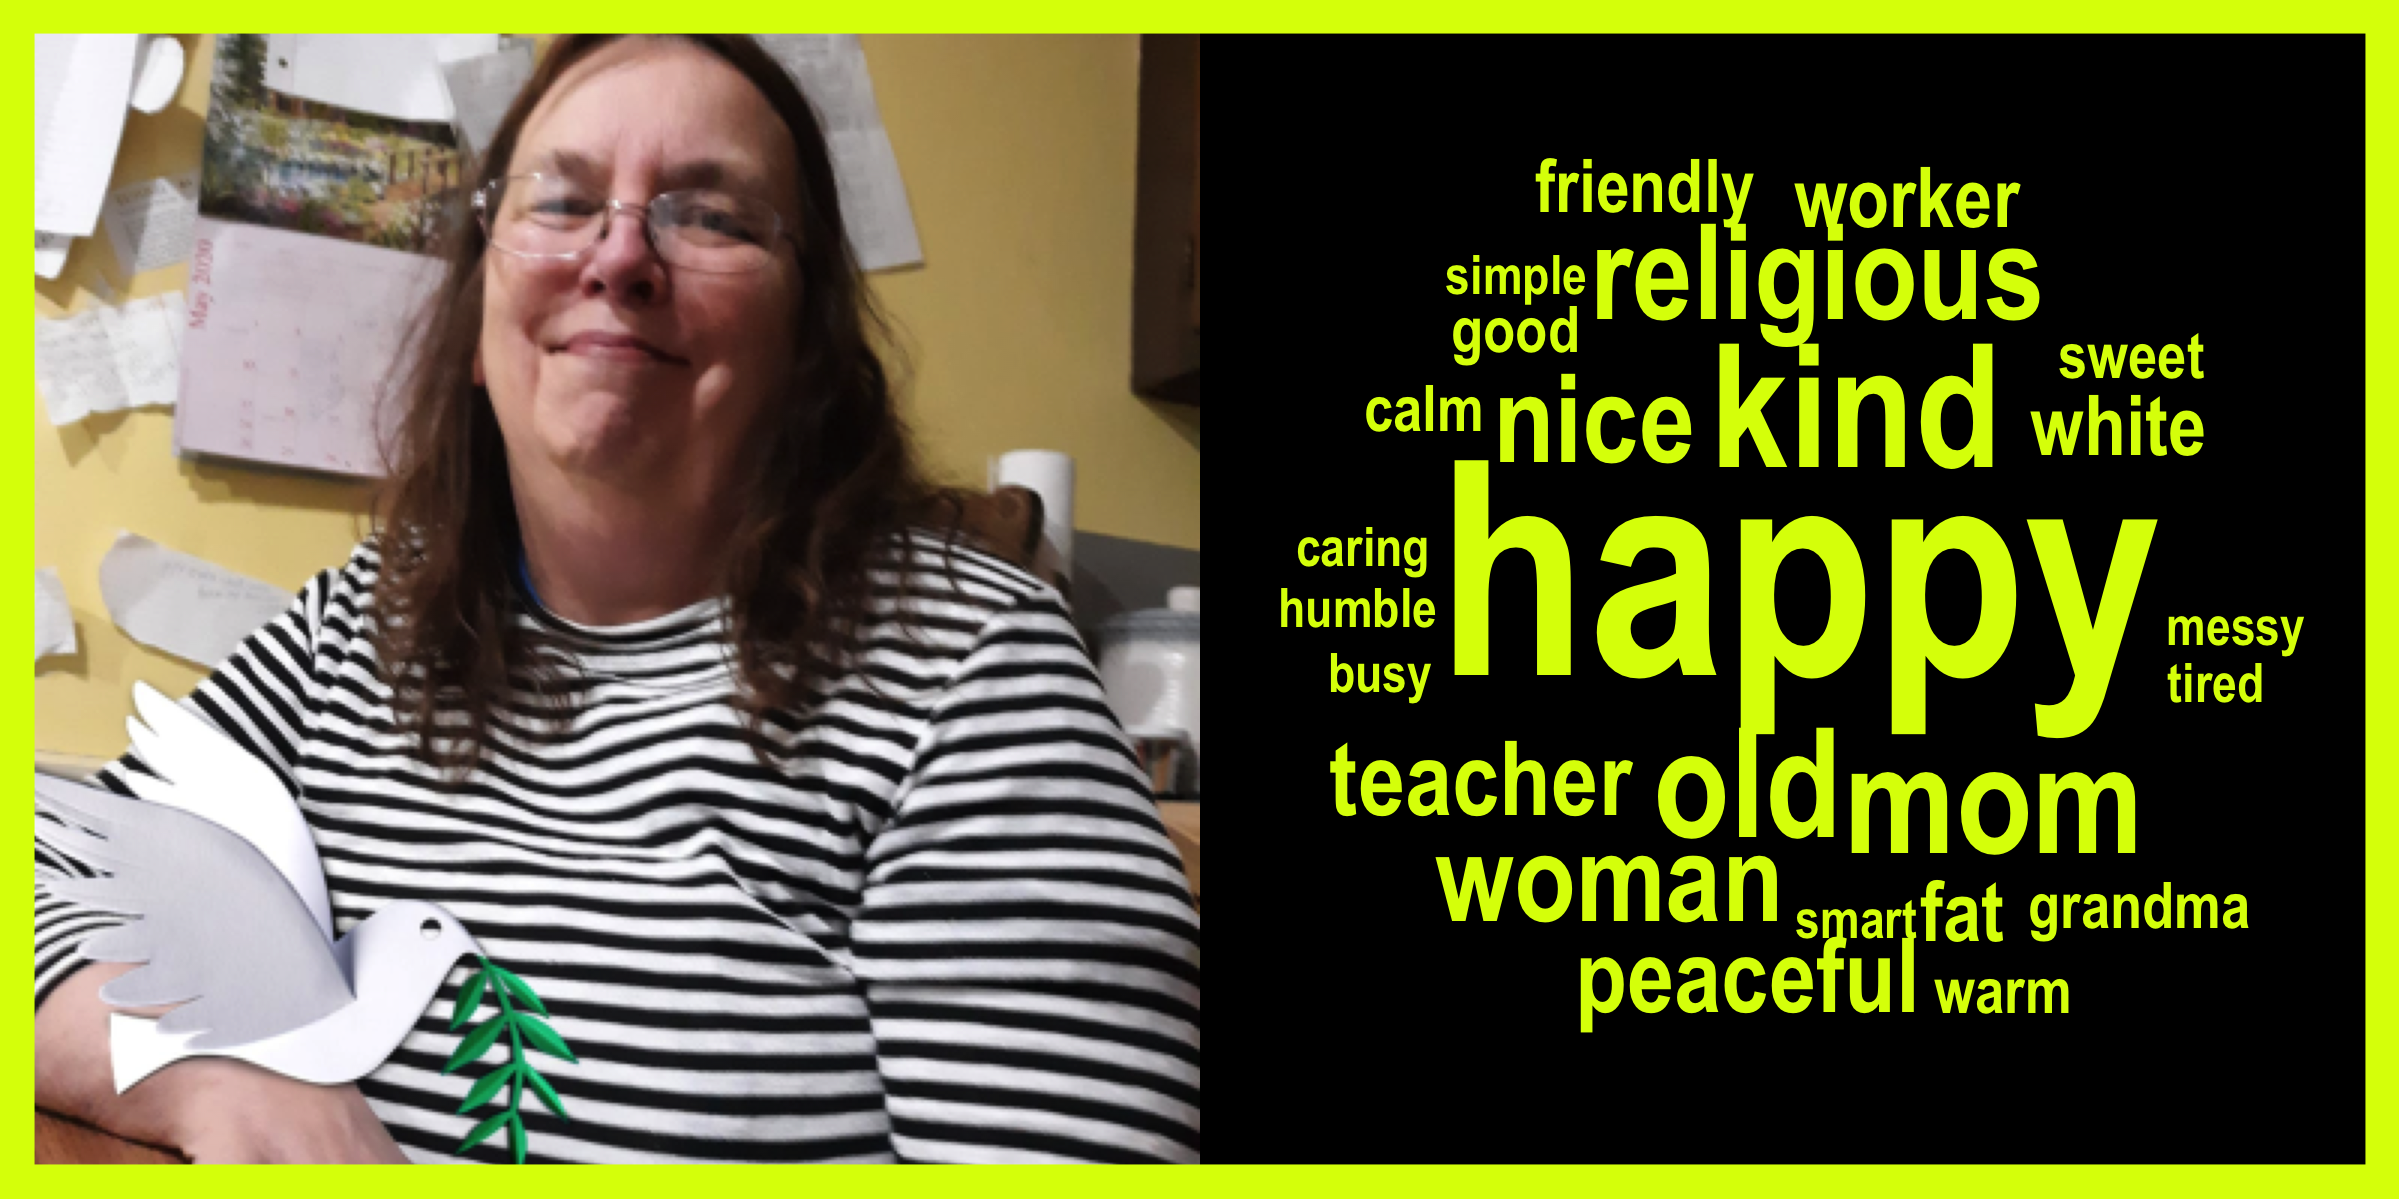 May 2020
friendly worker
simple religious
good
sweet
calm nice kind white
caring
happy
humble
messy
busy
tired
teacher old mom
woman
smart fat grandma
peaceful warm